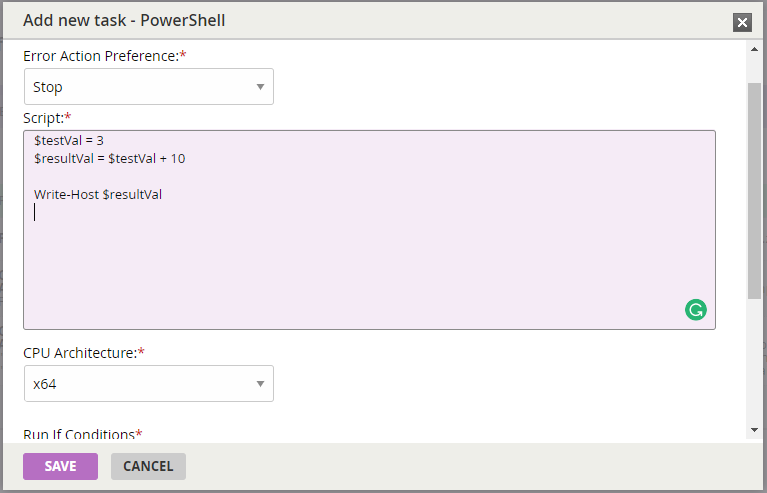 Add new task - PowerShell
Error Action Preference:*
Stop
Script:*
$testVal = 3
$resultVal = $testVal + 10
Write-Host $resultVal
CPU Architecture:*
x64
Run If Conditions*
SAVE
CANCEL